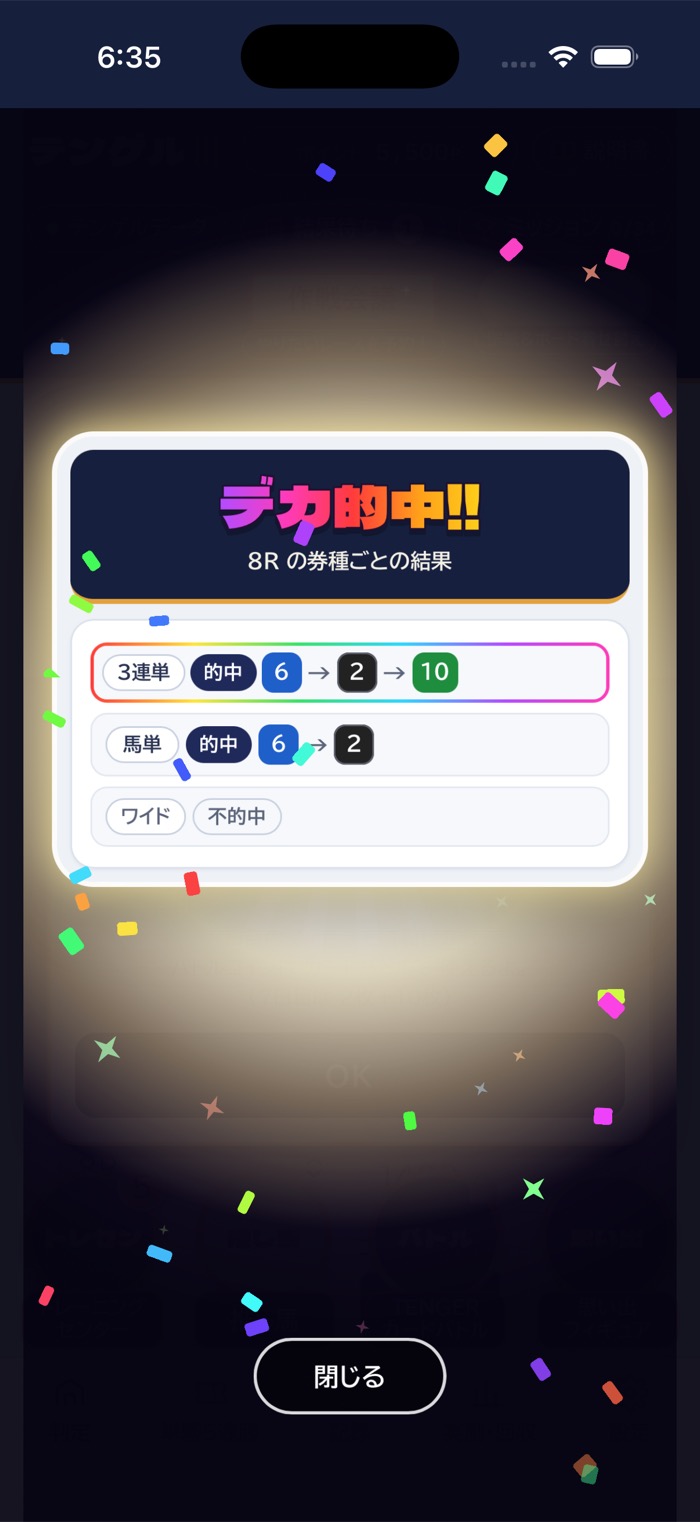 6:35
デカ的中!!
8R の券種ごとの結果
3連単 的中 6 → 2 → 10
馬単 的中 6 → 2
ワイド 不的中
OK
閉じる